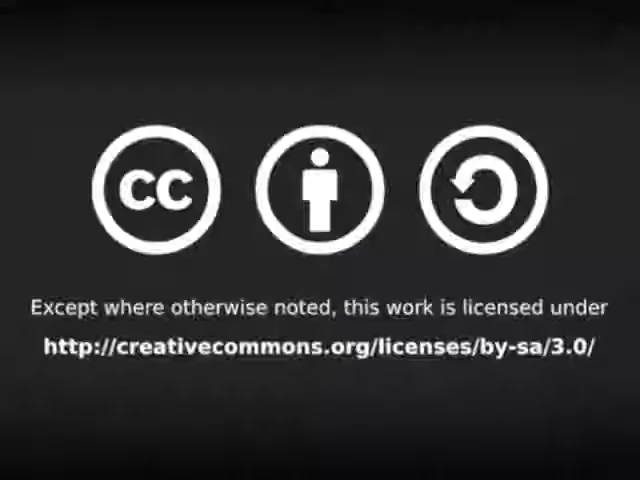 cc
Except where otherwise noted, this work is licensed under
http://creativecommons.org/licenses/by-sa/3.0/